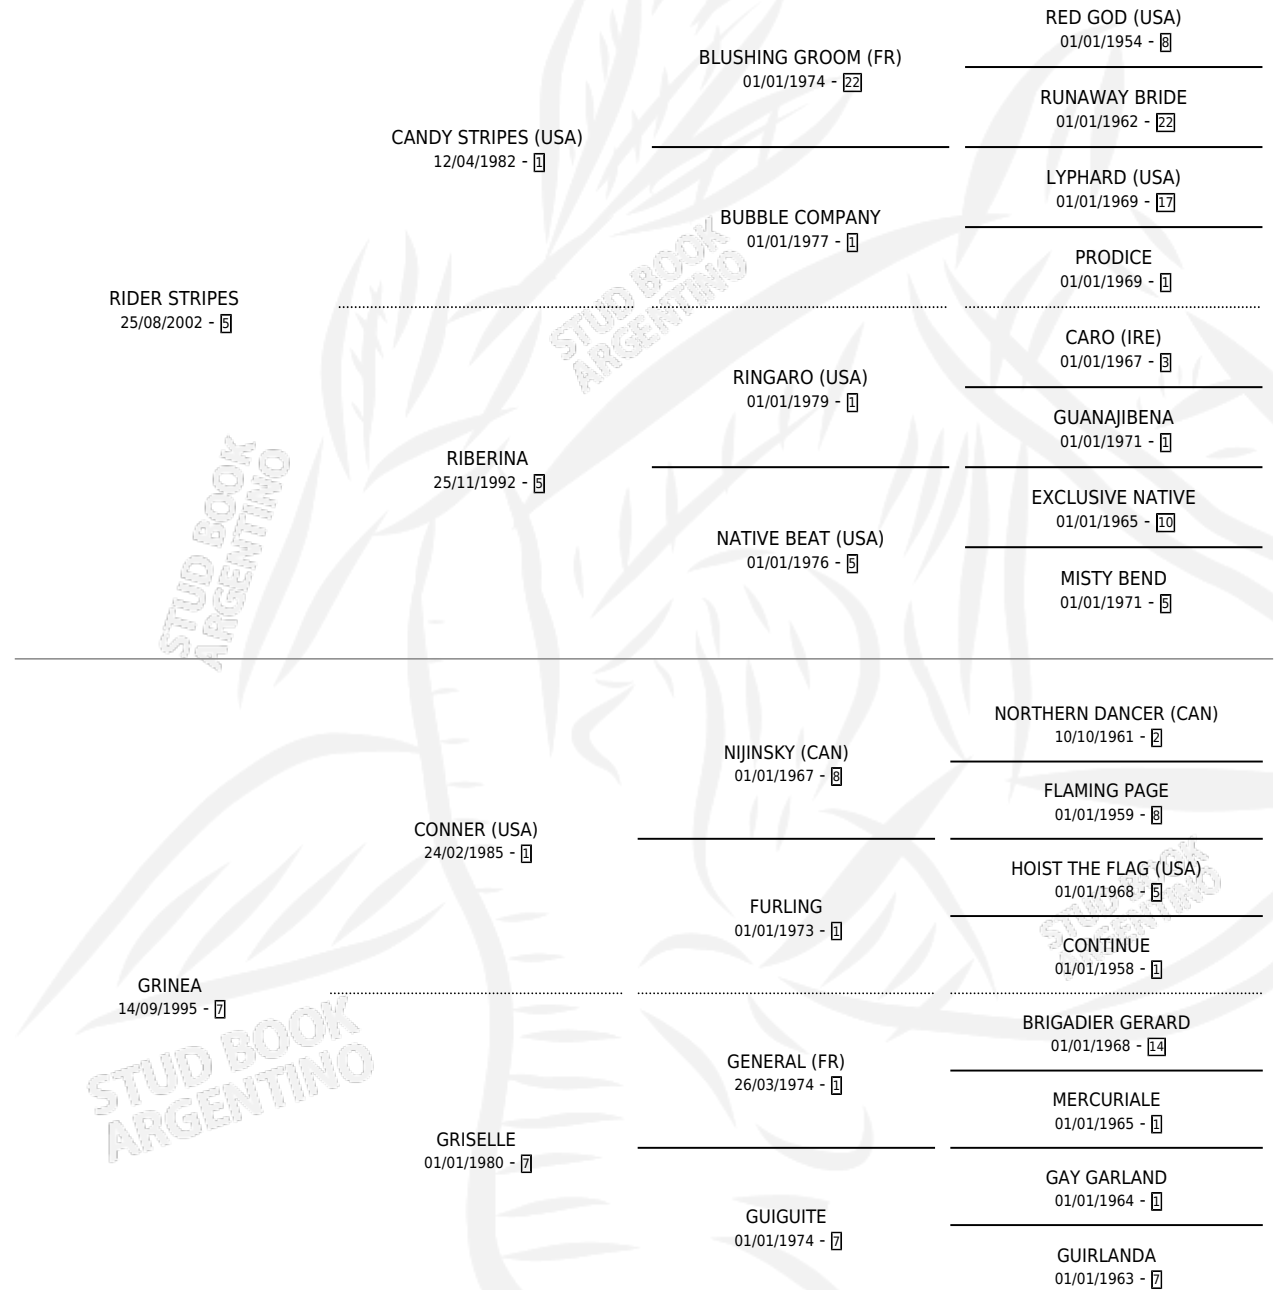 RED GOD (USA)
01/01/1954 - 8
BLUSHING GROOM (FR)
01/01/1974 - 22
RUNAWAY BRIDE
01/01/1962 - 22
CANDY STRIPES (USA)
12/04/1982 - 1
LYPHARD (USA)
01/01/1969 - 17
BUBBLE COMPANY
01/01/1977 - 1
PRODICE
01/01/1969 - 1
RIDER STRIPES
25/08/2002 - 5
CARO (IRE)
01/01/1967 - 3
RINGARO (USA)
01/01/1979 - 1
GUANAJIBENA
01/01/1971 - 1
RIBERINA
25/11/1992 - 5
EXCLUSIVE NATIVE
01/01/1965 - 10
NATIVE BEAT (USA)
01/01/1976 - 5
MISTY BEND
01/01/1971 - 5
NORTHERN DANCER (CAN)
10/10/1961 - 2
NIJINSKY (CAN)
01/01/1967 - 8
FLAMING PAGE
01/01/1959 - 8
CONNER (USA)
24/02/1985 - 1
HOIST THE FLAG (USA)
01/01/1968 - 5
FURLING
01/01/1973 - 1
CONTINUE
01/01/1958 - 1
GRINEA
14/09/1995 - 7
BRIGADIER GERARD
01/01/1968 - 14
GENERAL (FR)
26/03/1974 - 1
MERCURIALE
01/01/1965 - 1
GRISELLE
01/01/1980 - 7
GAY GARLAND
01/01/1964 - 1
GUIGUITE
01/01/1974 - 7
GUIRLANDA
01/01/1963 - 7
STUD BOOK
ARGENTINO
STUD BOOK
ARGENTINO
STUD BOOK
ARGENTINO
STUD BOOK
ARGENTINO